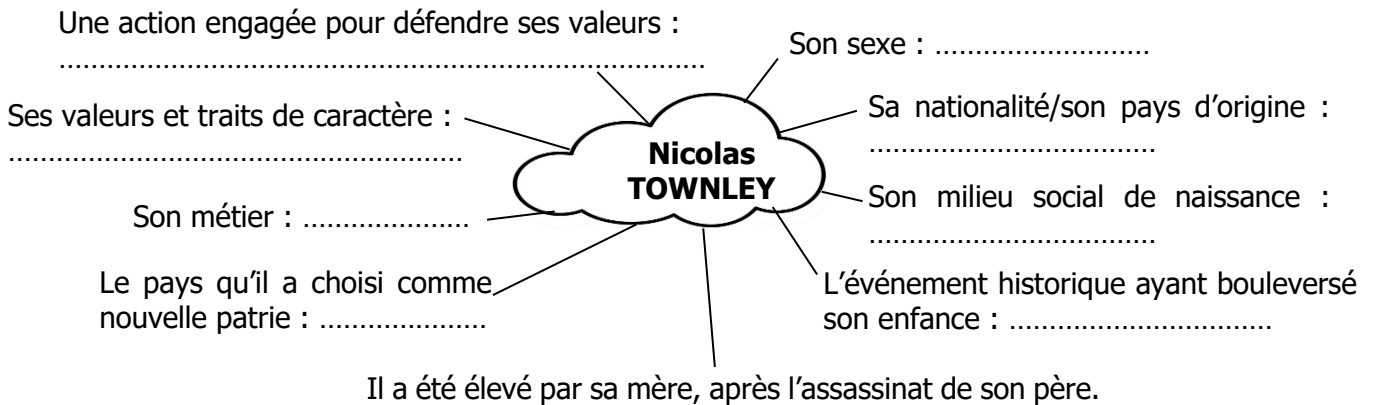 Une action engagée pour défendre ses valeurs :
................................................................................
Son sexe : ...........................
Ses valeurs et traits de caractère :
........................................................
Sa nationalité/son pays d'origine :
....................................
Nicolas
TOWNLEY
Son métier : .....................
Son milieu social de naissance :
....................................
Le pays qu'il a choisi comme
nouvelle patrie : .....................
L'événement historique ayant bouleversé
son enfance : .................................
Il a été élevé par sa mère, après l'assassinat de son père.